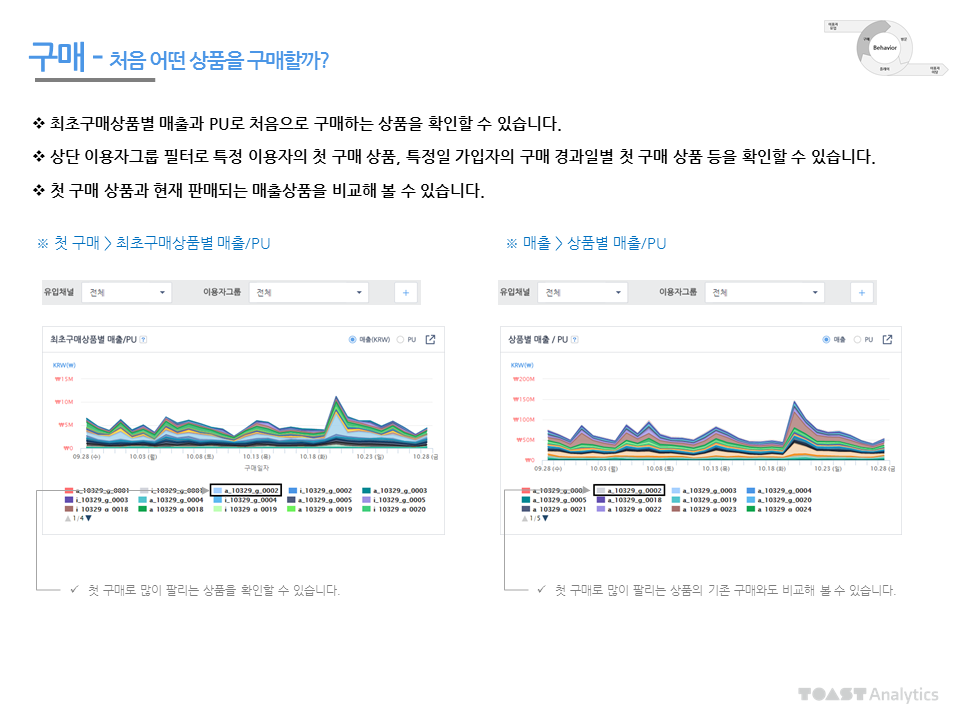 구매 - 처음 어떤 상품을 구매할까?
Behavior
❖ 최초구매상품별 매출과 PU로 처음으로 구매하는 상품을 확인할 수 있습니다.
❖ 상단 이용자그룹 필터로 특정 이용자의 첫 구매 상품, 특정일 가입자의 구매 경과일별 첫 구매 상품 등을 확인할 수 있습니다.
❖ 첫 구매 상품과 현재 판매되는 매출상품을 비교해 볼 수 있습니다.
※ 첫 구매 > 최초구매상품별 매출/PU
유입채널 전체 이용자그룹 전체 +
최초구매상품별 매출/PU ? 매출(KRW) PU
KRW(₩)
₩15M
₩10M
₩5M
₩0
09.28 (수) 10.03 (월) 10.08 (토) 10.13 (목) 10.18 (화) 10.23 (일) 10.28 (금
구매일자
a_10329_g_0001 i_10329_g_0001 a_10329_g_0002 i_10329_g_0002 a_10329_g_0003
i_10329_g_0003 a_10329_g_0004 i_10329_g_0004 a_10329_g_0005 i_10329_g_0005
i_10329_g_0018 a_10329_g_0018 i_10329_g_0019 a_10329_g_0019 i_10329_g_0020
1/4
✓ 첫 구매로 많이 팔리는 상품을 확인할 수 있습니다.
※ 매출 > 상품별 매출/PU
유입채널 전체 이용자그룹 전체 +
상품별 매출 / PU ? 매출 PU
KRW(₩)
₩200M
₩150M
₩100M
₩50M
₩0
09.28 (수) 10.03 (월) 10.08 (토) 10.13 (목) 10.18 (화) 10.23 (일) 10.28 (금
a_10329_g_0001 a_10329_g_0002 a_10329_g_0003 a_10329_g_0004
a_10329_g_0005 a_10329_g_0018 a_10329_g_0019 a_10329_g_0020
a_10329_g_0021 a_10329_g_0022 a_10329_g_0023 a_10329_g_0024
1/5
✓ 첫 구매로 많이 팔리는 상품의 기존 구매와도 비교해 볼 수 있습니다.
TOAST Analytics